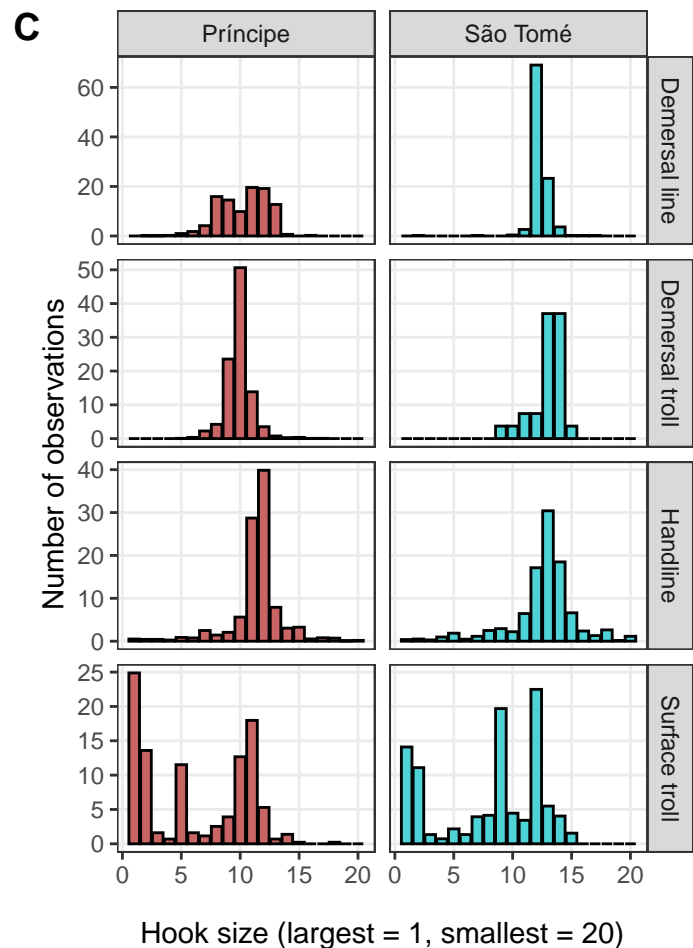 C
Príncipe
São Tomé
Number of observations
60
40
20
0
Demersal line
50
40
30
20
10
0
Demersal troll
40
30
20
10
0
Handline
25
20
15
10
5
0
Surface troll
0 5 10 15 20
0 5 10 15 20
Hook size (largest = 1, smallest = 20)